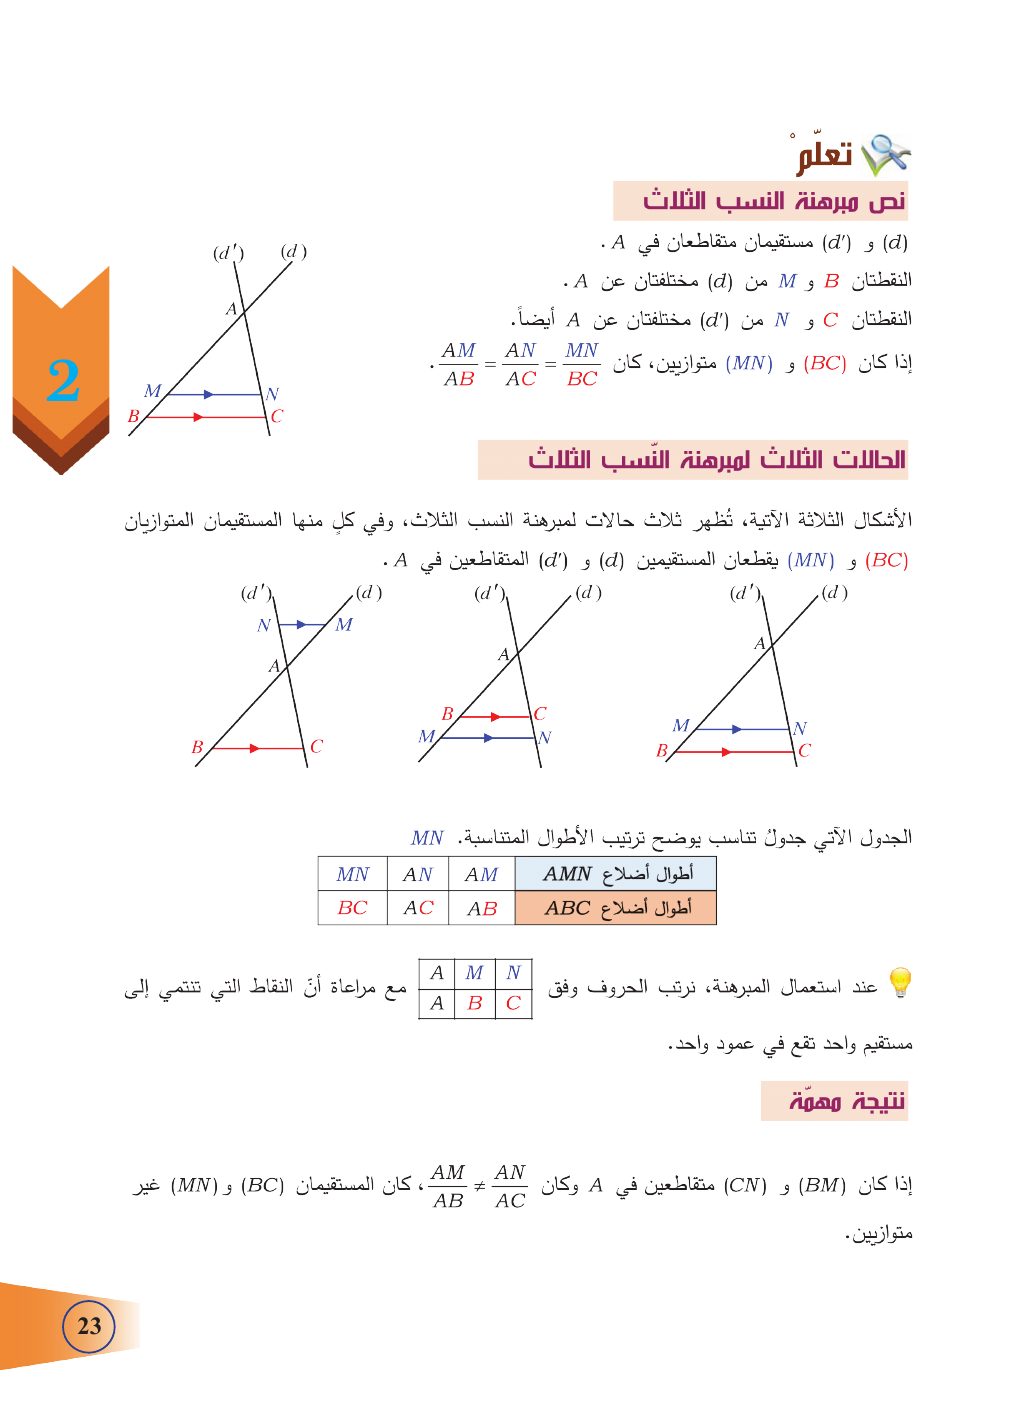 تعلّمْ
نص مبرهنة النسب الثلاث
(d) و (d′) مستقيمان متقاطعان في A .
النقطتان B و M من (d) مختلفتان عن A .
النقطتان C و N من (d′) مختلفتان عن A أيضاً.
إذا كان (BC) و (MN) متوازيين، كان AM/AB = AN/AC = MN/BC .
(d′) (d)
A
M N
B C
2
الحالات الثلاث لمبرهنة النّسب الثلاث
الأشكال الثلاثة الآتية، تُظهر ثلاث حالات لمبرهنة النسب الثلاث، وفي كلٍ منها المستقيمان المتوازيان
(BC) و (MN) يقطعان المستقيمين (d) و (d′) المتقاطعين في A .
(d′) (d)
A
M N
B C
(d′) (d)
A
B C
M N
(d′) (d)
N M
A
B C
الجدول الآتي جدولُ تناسب يوضح ترتيب الأطوال المتناسبة. MN
أطوال أضلاع AMN AM AN MN
أطوال أضلاع ABC AB AC BC
عند استعمال المبرهنة، نرتب الحروف وفق A M N مع مراعاة أنّ النقاط التي تنتمي إلى
A B C
مستقيم واحد تقع في عمود واحد.
نتيجة مهمّة
إذا كان (BM) و (CN) متقاطعين في A وكان AM/AB ≠ AN/AC ، كان المستقيمان (BC) و (MN) غير
متوازيين.
23